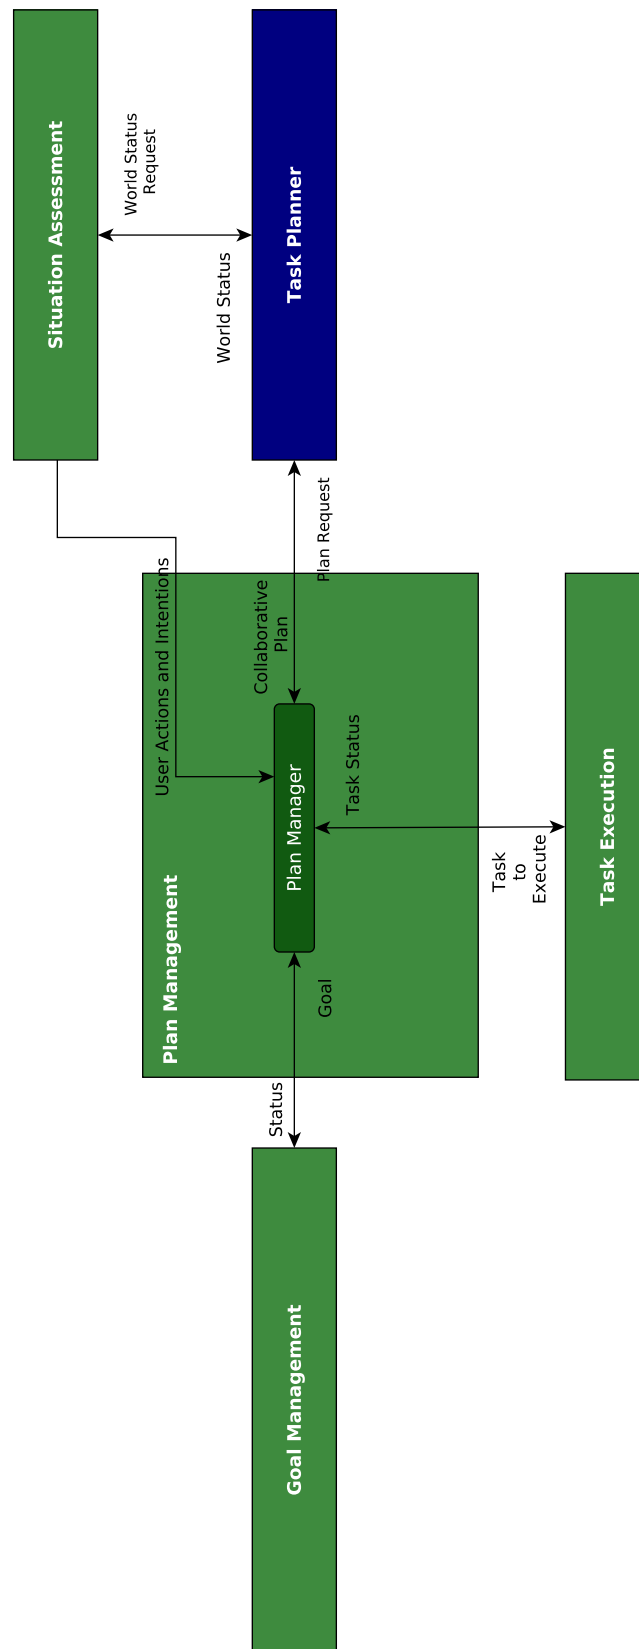 Situation Assessment
World Status
Request
World Status
Task Planner
User Actions and Intentions
Collaborative
Plan
Plan Request
Plan Management
Plan Manager
Task Status
Goal
Status
Task
to
Execute
Task Execution
Goal Management